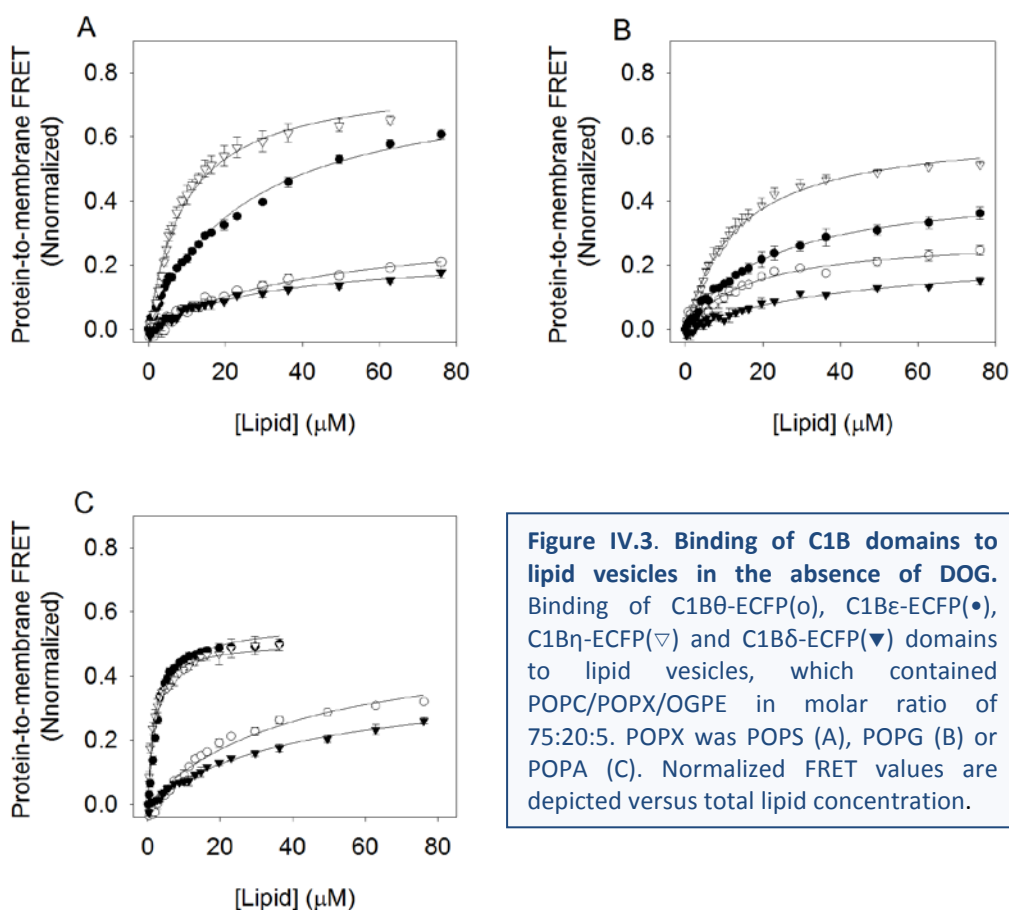 A
Protein-to-membrane FRET
(Nnormalized)
0.8
0.6
0.4
0.2
0.0
0 20 40 60 80
[Lipid] (μM)
B
Protein-to-membrane FRET
(Nnormalized)
0.8
0.6
0.4
0.2
0.0
0 20 40 60 80
[Lipid] (μM)
C
Protein-to-membrane FRET
(Nnormalized)
0.8
0.6
0.4
0.2
0.0
0 20 40 60 80
[Lipid] (μM)
Figure IV.3. Binding of C1B domains to
lipid vesicles in the absence of DOG.
Binding of C1Bθ-ECFP(o), C1Bε-ECFP(•),
C1Bη-ECFP(▽) and C1Bδ-ECFP(▼) domains
to lipid vesicles, which contained
POPC/POPX/OGPE in molar ratio of
75:20:5. POPX was POPS (A), POPG (B) or
POPA (C). Normalized FRET values are
depicted versus total lipid concentration.